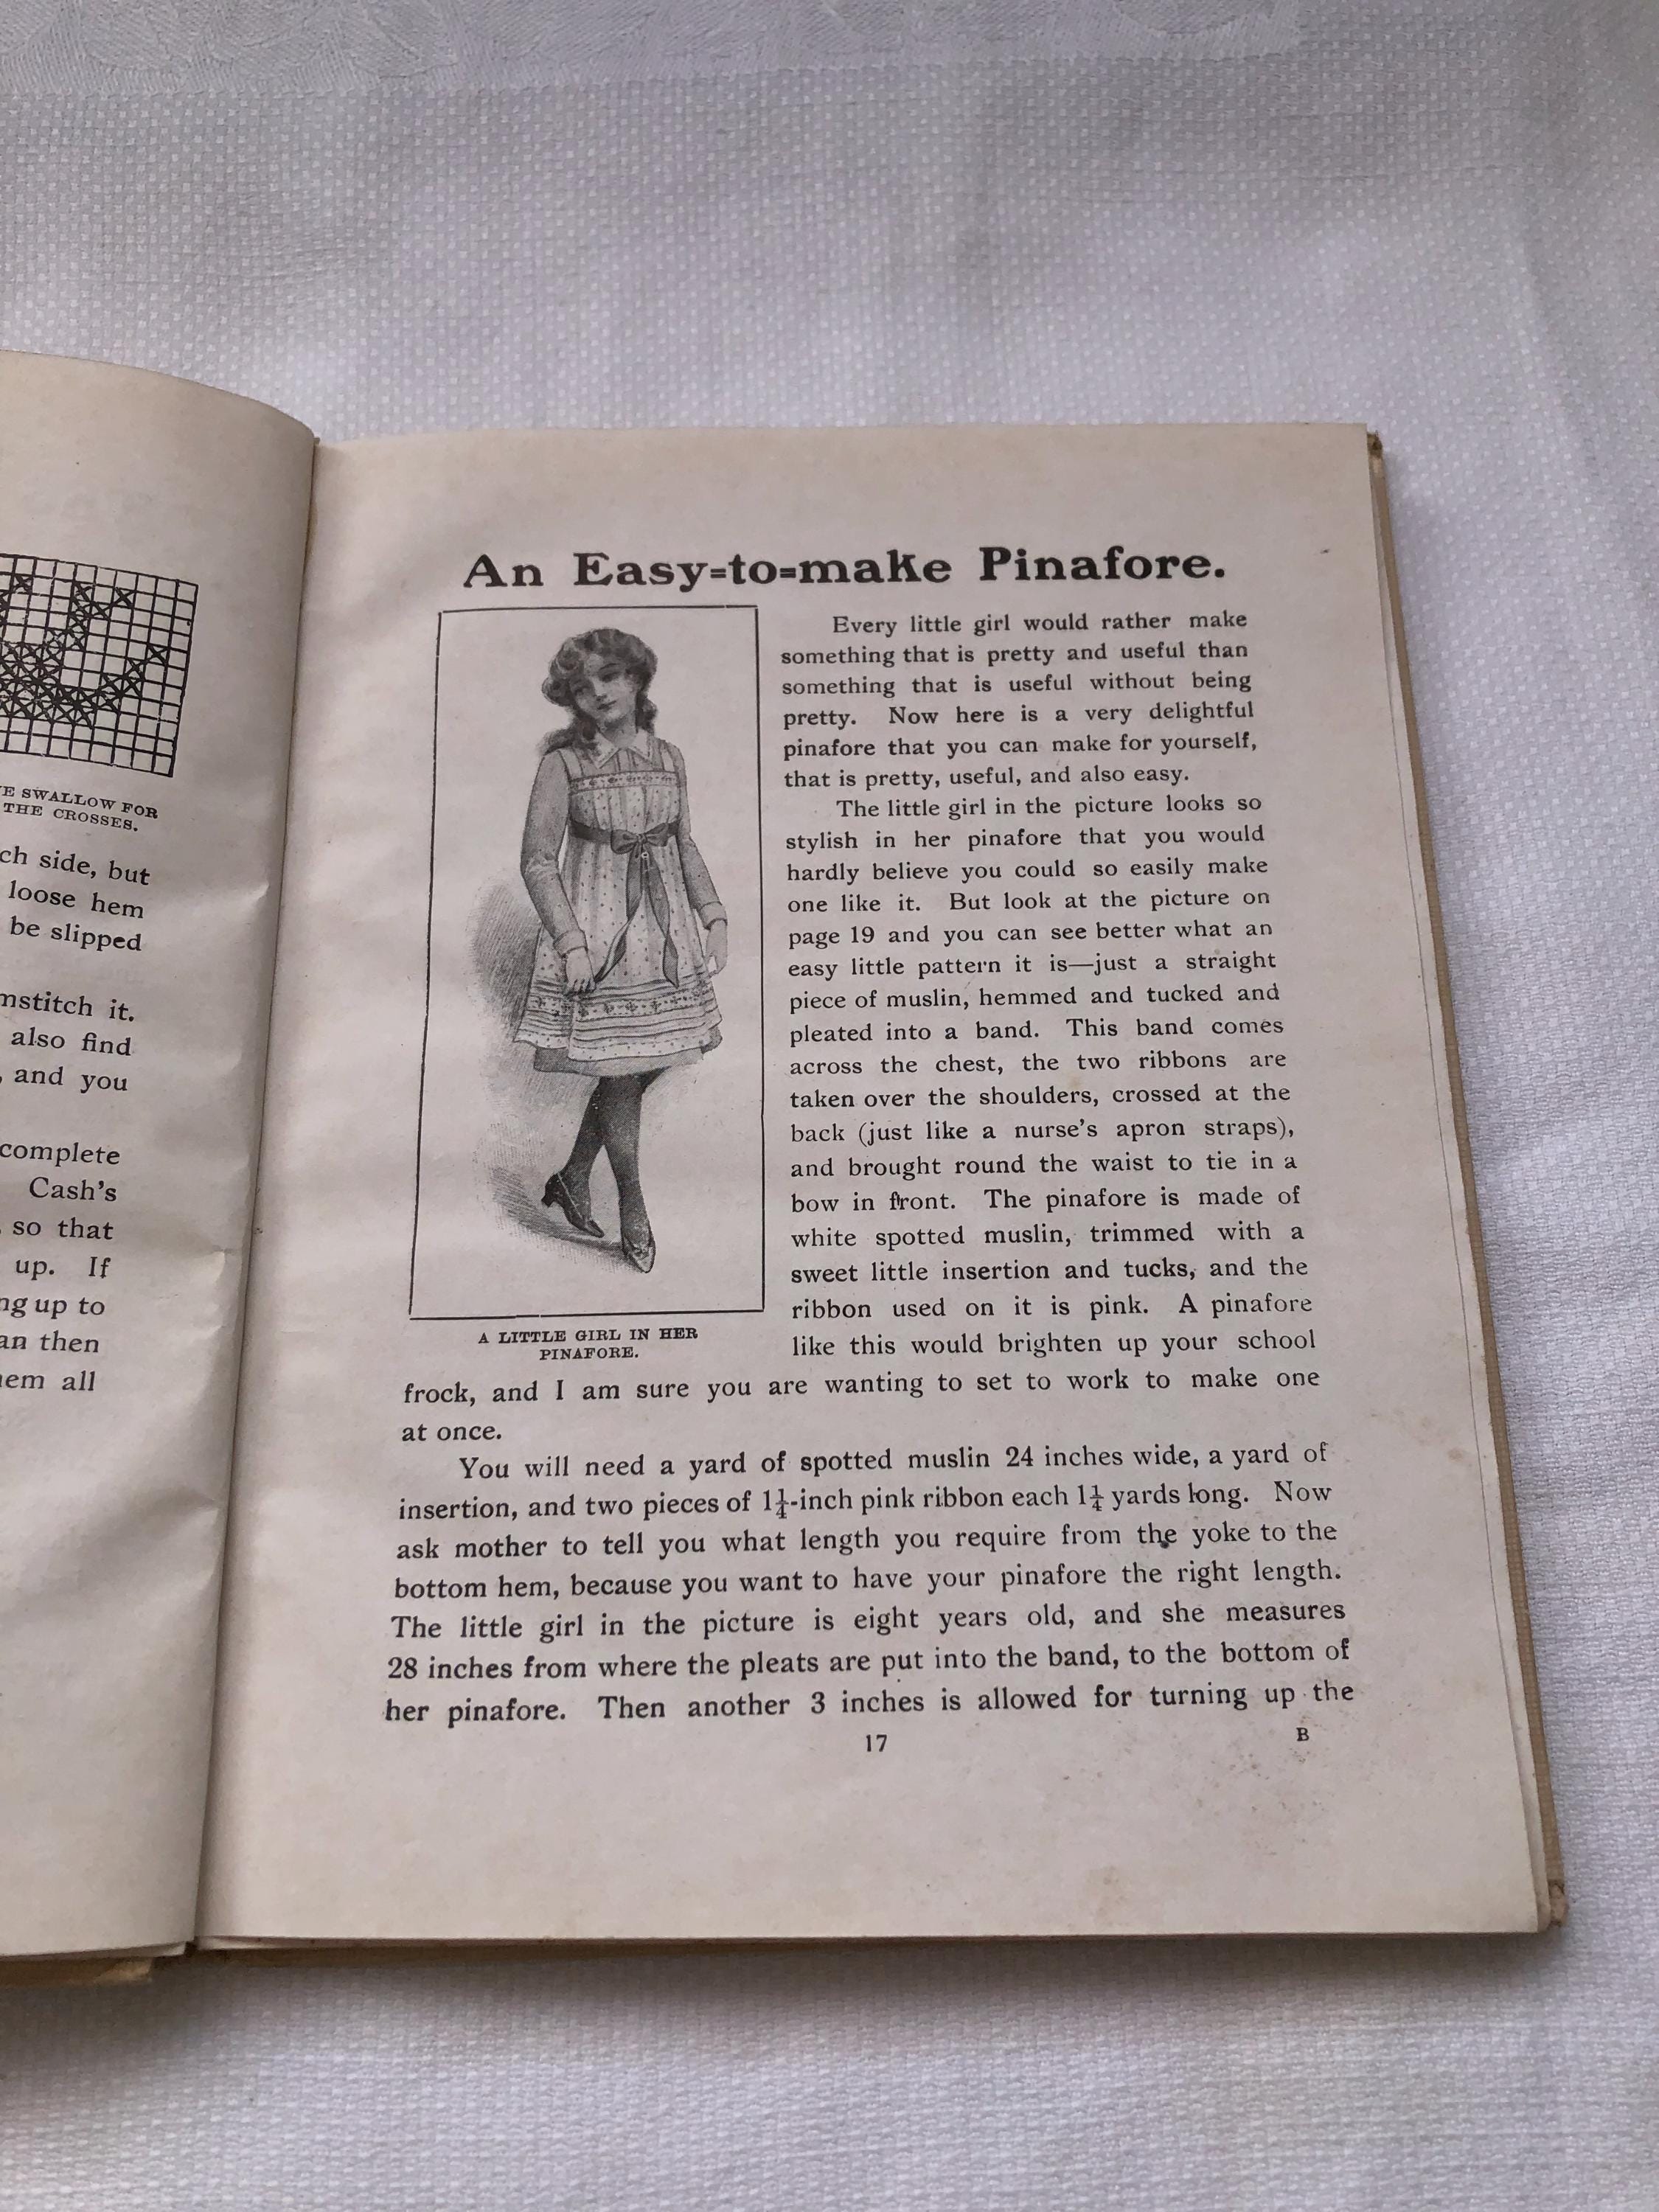 E SWALLOW FOR
THE CROSSES.
ch side, but
loose hem
be slipped
mstitch it.
also find
, and you
complete
Cash's
so that
up. If
ng up to
an then
em all
An Easy=to=make Pinafore.
Every little girl would rather make
something that is pretty and useful than
something that is useful without being
pretty. Now here is a very delightful
pinafore that you can make for yourself,
that is pretty, useful, and also easy.
The little girl in the picture looks so
stylish in her pinafore that you would
hardly believe you could so easily make
one like it. But look at the picture on
page 19 and you can see better what an
easy little pattern it is—just a straight
piece of muslin, hemmed and tucked and
pleated into a band. This band comes
across the chest, the two ribbons are
taken over the shoulders, crossed at the
back (just like a nurse's apron straps),
and brought round the waist to tie in a
bow in front. The pinafore is made of
white spotted muslin, trimmed with a
sweet little insertion and tucks, and the
ribbon used on it is pink. A pinafore
like this would brighten up your school
A LITTLE GIRL IN HER
PINAFORE.
frock, and I am sure you are wanting to set to work to make one
at once.
You will need a yard of spotted muslin 24 inches wide, a yard of
insertion, and two pieces of 1¼-inch pink ribbon each 1¼ yards long. Now
ask mother to tell you what length you require from the yoke to the
bottom hem, because you want to have your pinafore the right length.
The little girl in the picture is eight years old, and she measures
28 inches from where the pleats are put into the band, to the bottom of
her pinafore. Then another 3 inches is allowed for turning up the
17
B